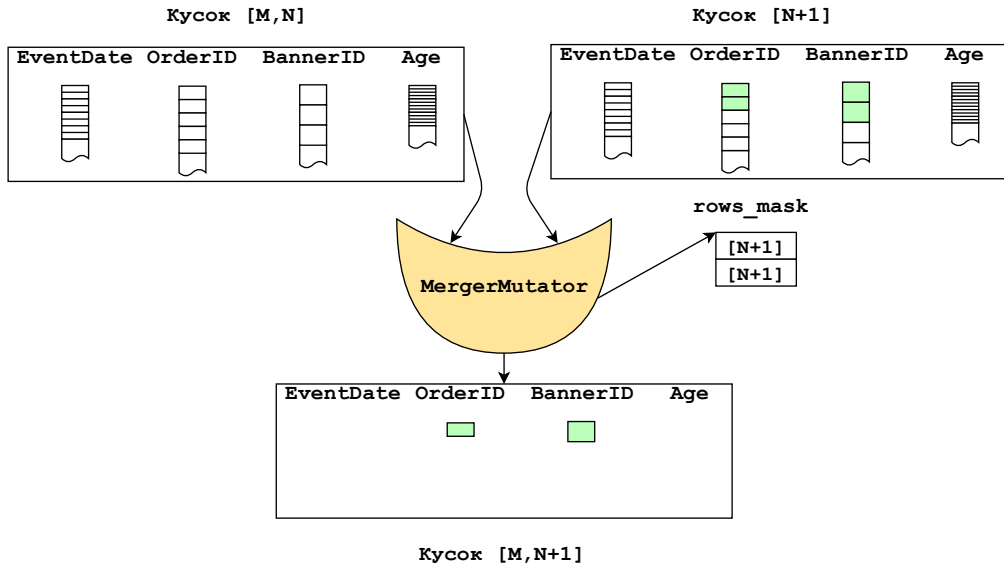 Кусок [M,N]
Кусок [N+1]
EventDate OrderID BannerID Age
EventDate OrderID BannerID Age
rows_mask
[N+1]
[N+1]
MergerMutator
EventDate OrderID BannerID Age
Кусок [M,N+1]